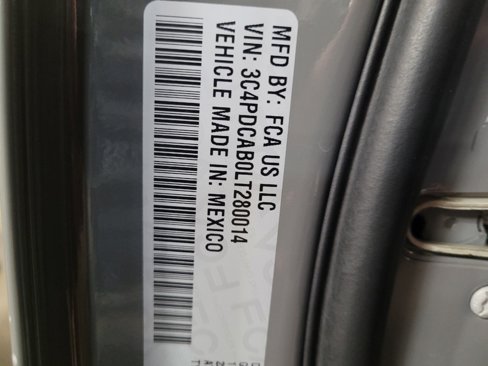 MFD BY: FCA US LLC
VIN: 3C4PDCAB0LT280014
VEHICLE MADE IN: MEXICO